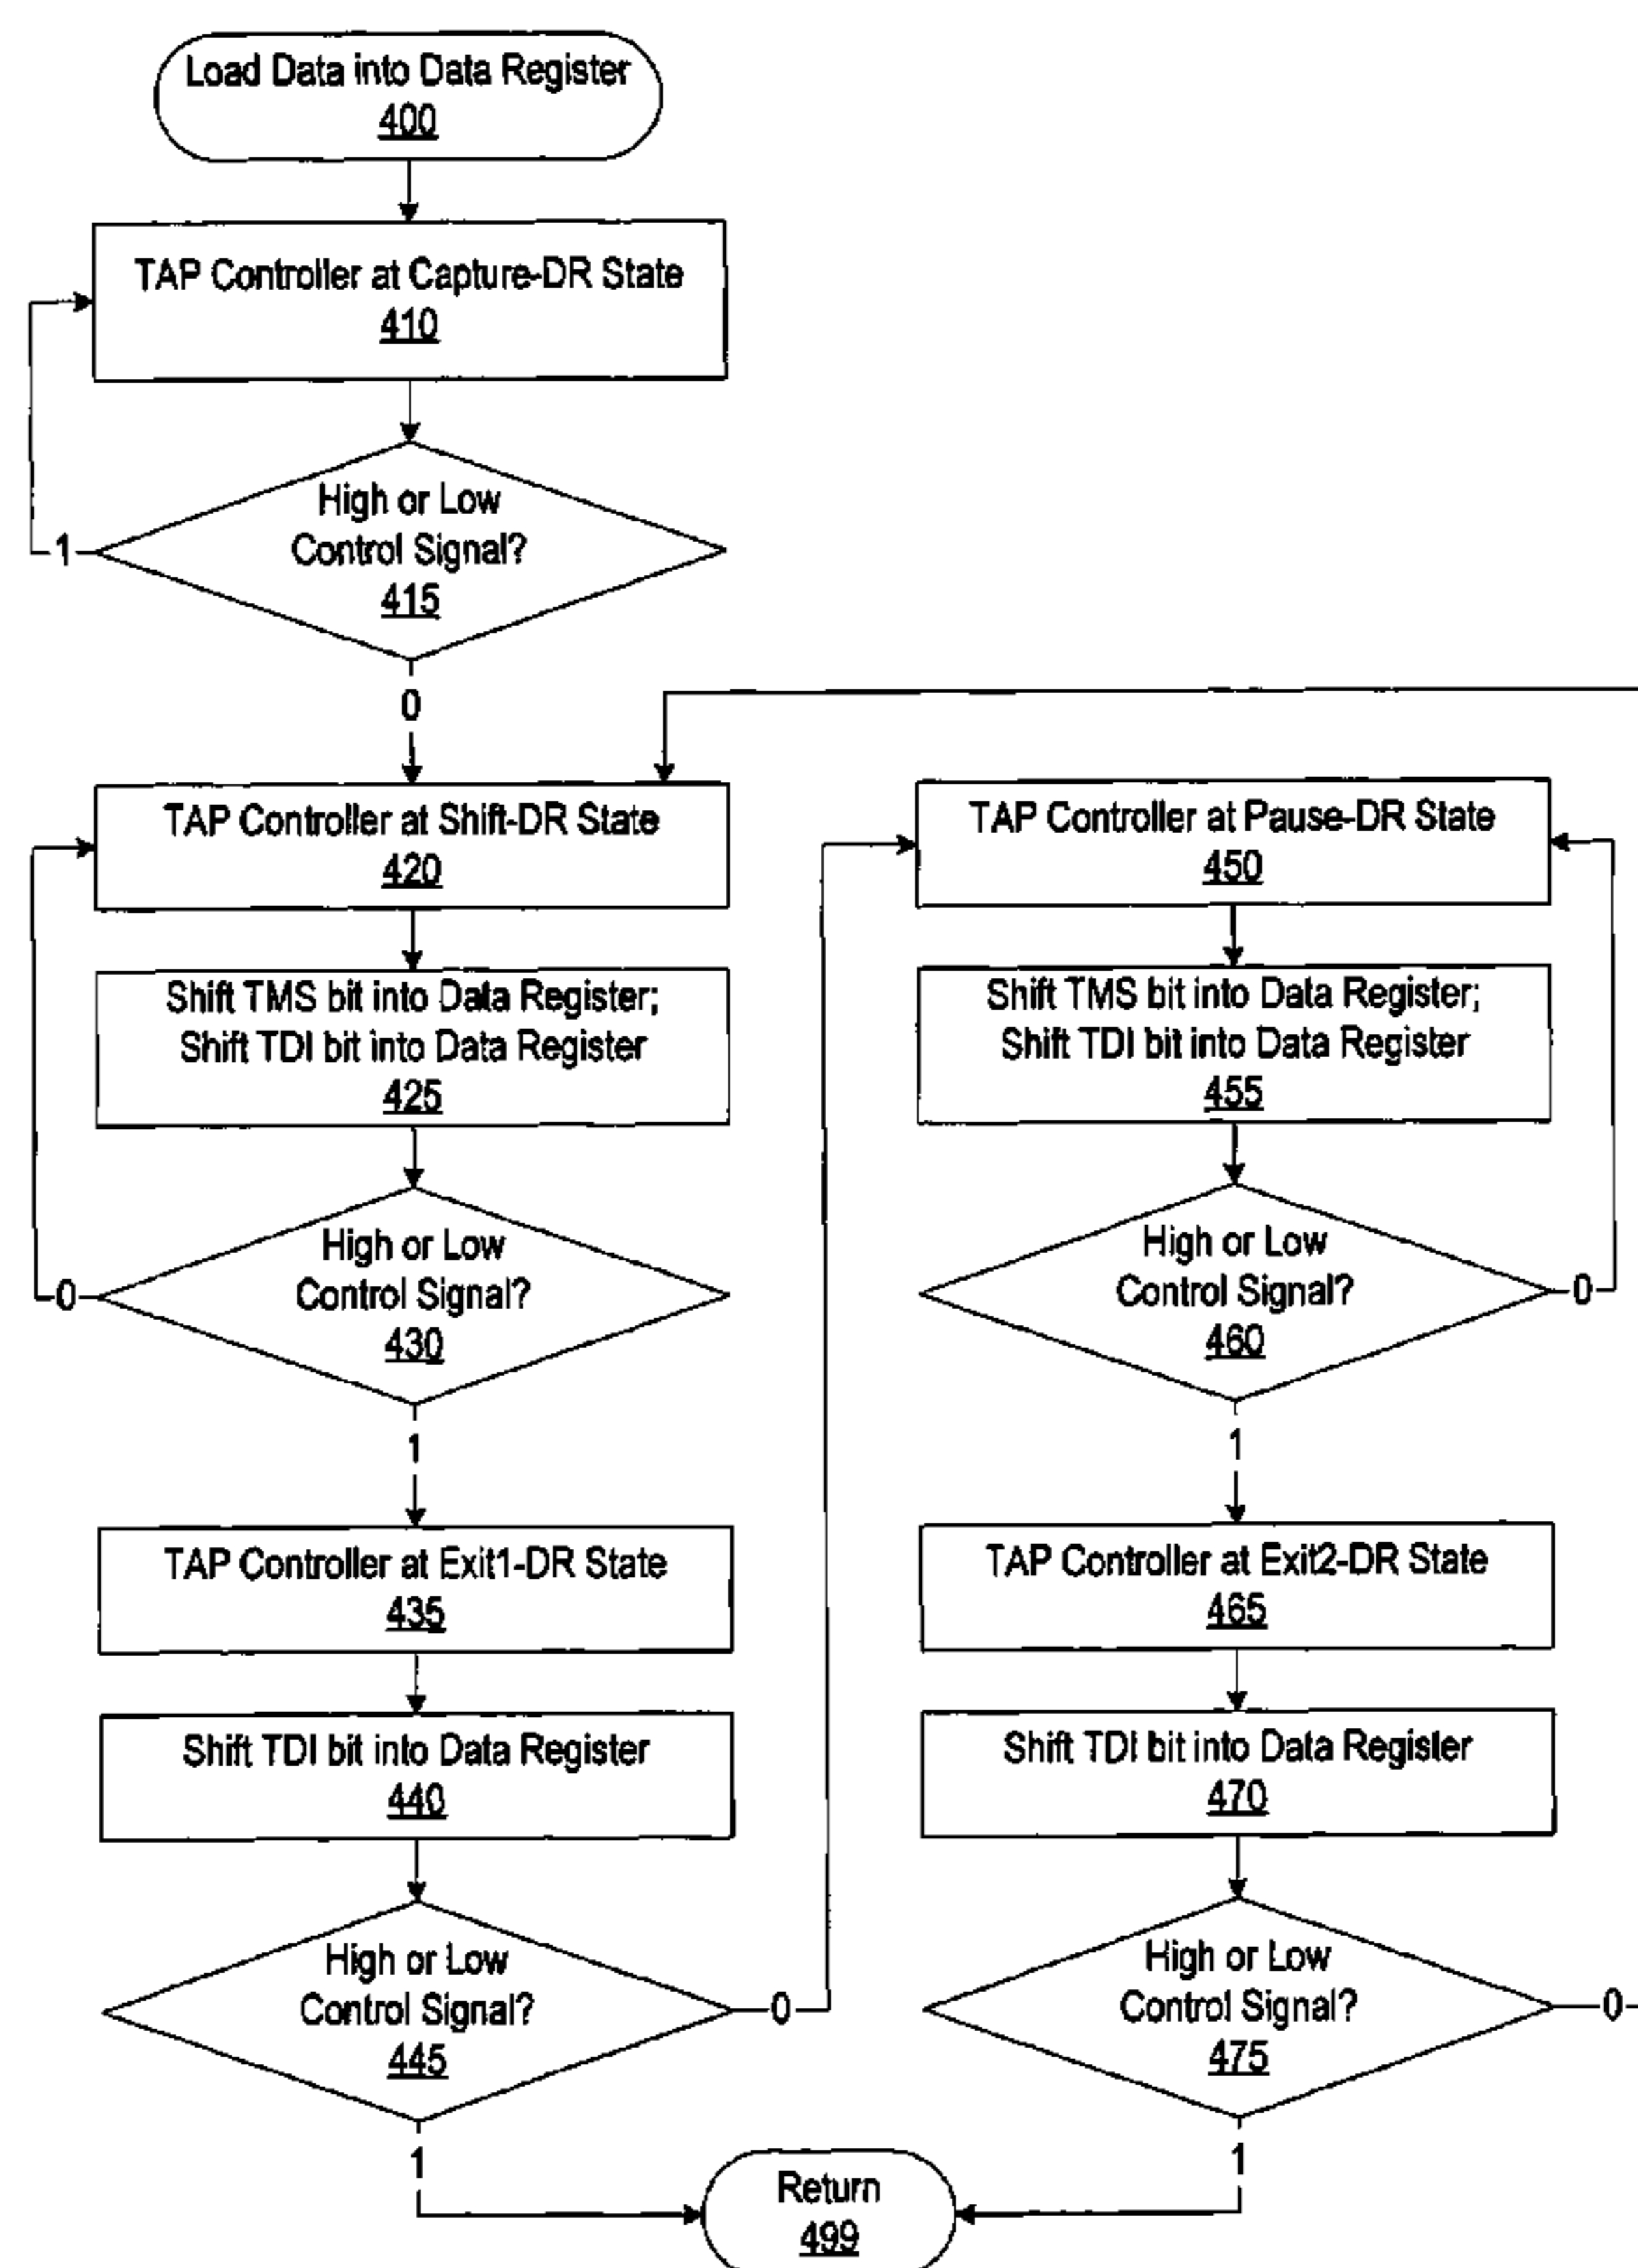 Load Data into Data Register
400
TAP Controller at Capture-DR State
410
High or Low
Control Signal?
415
1
0
TAP Controller at Shift-DR State
420
Shift TMS bit into Data Register;
Shift TDI bit into Data Register
425
High or Low
Control Signal?
430
0
1
TAP Controller at Exit1-DR State
435
Shift TDI bit into Data Register
440
High or Low
Control Signal?
445
0
1
TAP Controller at Pause-DR State
450
Shift TMS bit into Data Register;
Shift TDI bit into Data Register
455
High or Low
Control Signal?
460
0
1
TAP Controller at Exit2-DR State
465
Shift TDI bit into Data Register
470
High or Low
Control Signal?
475
0
1
Return
499